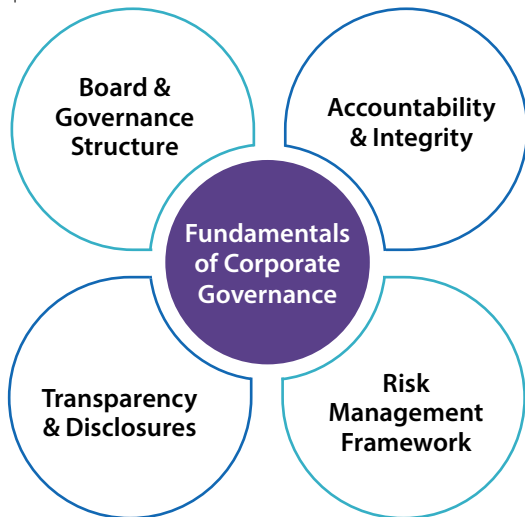 Board &
Governance
Structure
Accountability
& Integrity
Fundamentals
of Corporate
Governance
Transparency
& Disclosures
Risk
Management
Framework